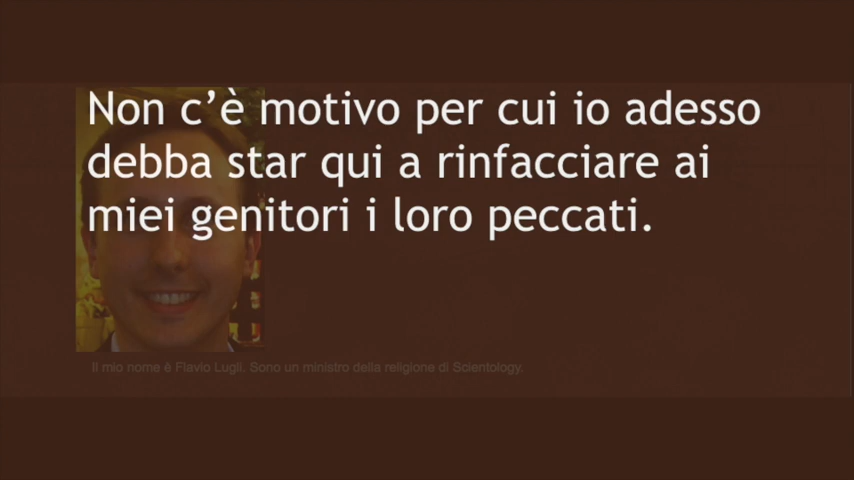 Non c’è motivo per cui io adesso
debba star qui a rinfacciare ai
miei genitori i loro peccati.
Il mio nome è Flavio Lugli. Sono un ministro della religione di Scientology.